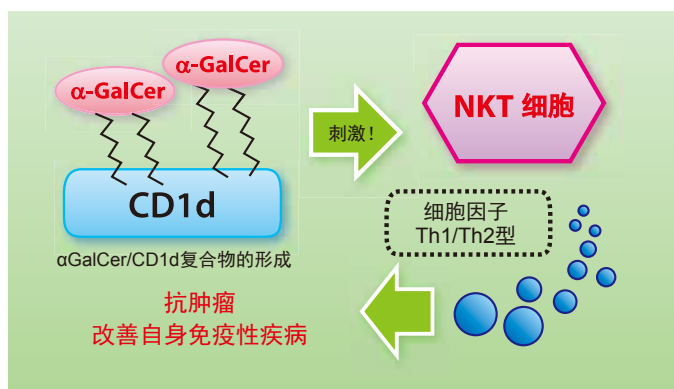 α-GalCer
α-GalCer
CD1d
αGalCer/CD1d复合物的形成
刺激！
NKT 细胞
细胞因子
Th1/Th2型
抗肿瘤
改善自身免疫性疾病